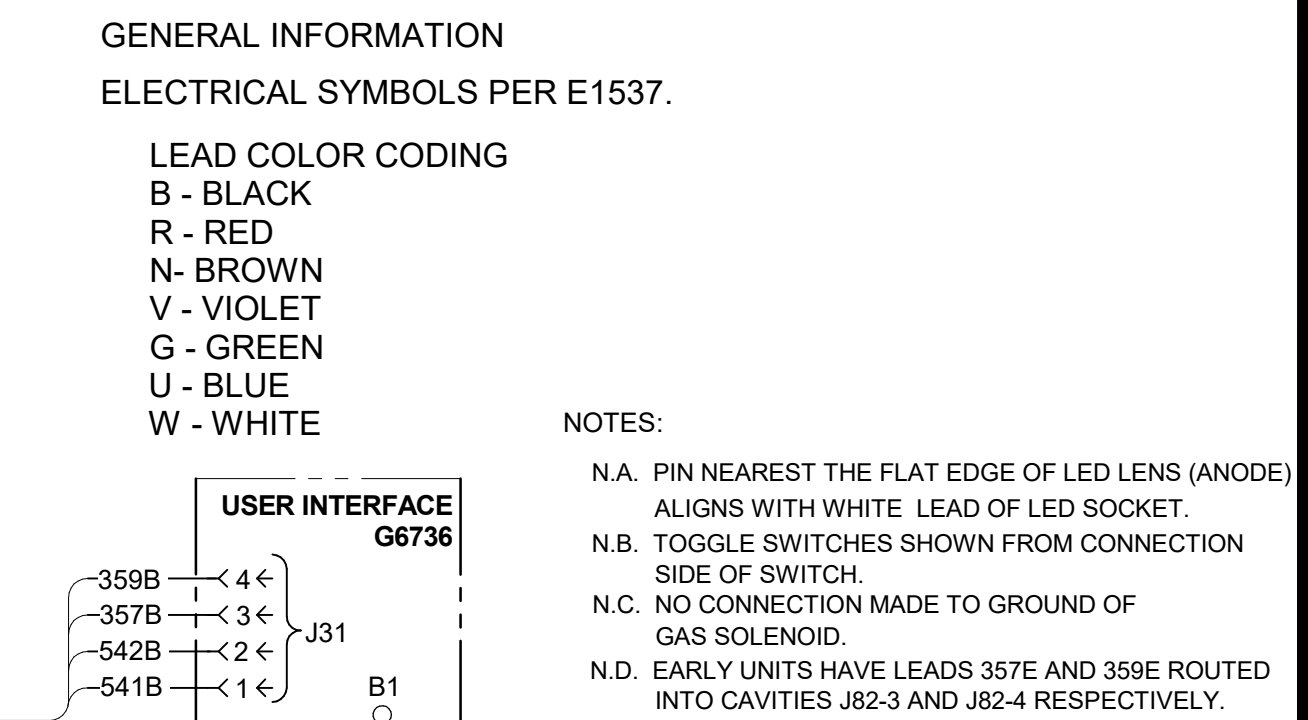 GENERAL INFORMATION
ELECTRICAL SYMBOLS PER E1537.
LEAD COLOR CODING
B - BLACK
R - RED
N- BROWN
V - VIOLET
G - GREEN
U - BLUE
W - WHITE
NOTES:
N.A. PIN NEAREST THE FLAT EDGE OF LED LENS (ANODE)
ALIGNS WITH WHITE LEAD OF LED SOCKET.
N.B. TOGGLE SWITCHES SHOWN FROM CONNECTION
SIDE OF SWITCH.
N.C. NO CONNECTION MADE TO GROUND OF
GAS SOLENOID.
N.D. EARLY UNITS HAVE LEADS 357E AND 359E ROUTED
INTO CAVITIES J82-3 AND J82-4 RESPECTIVELY.
USER INTERFACE
G6736
359B 4
357B 3
J31
542B 2
541B 1
B1